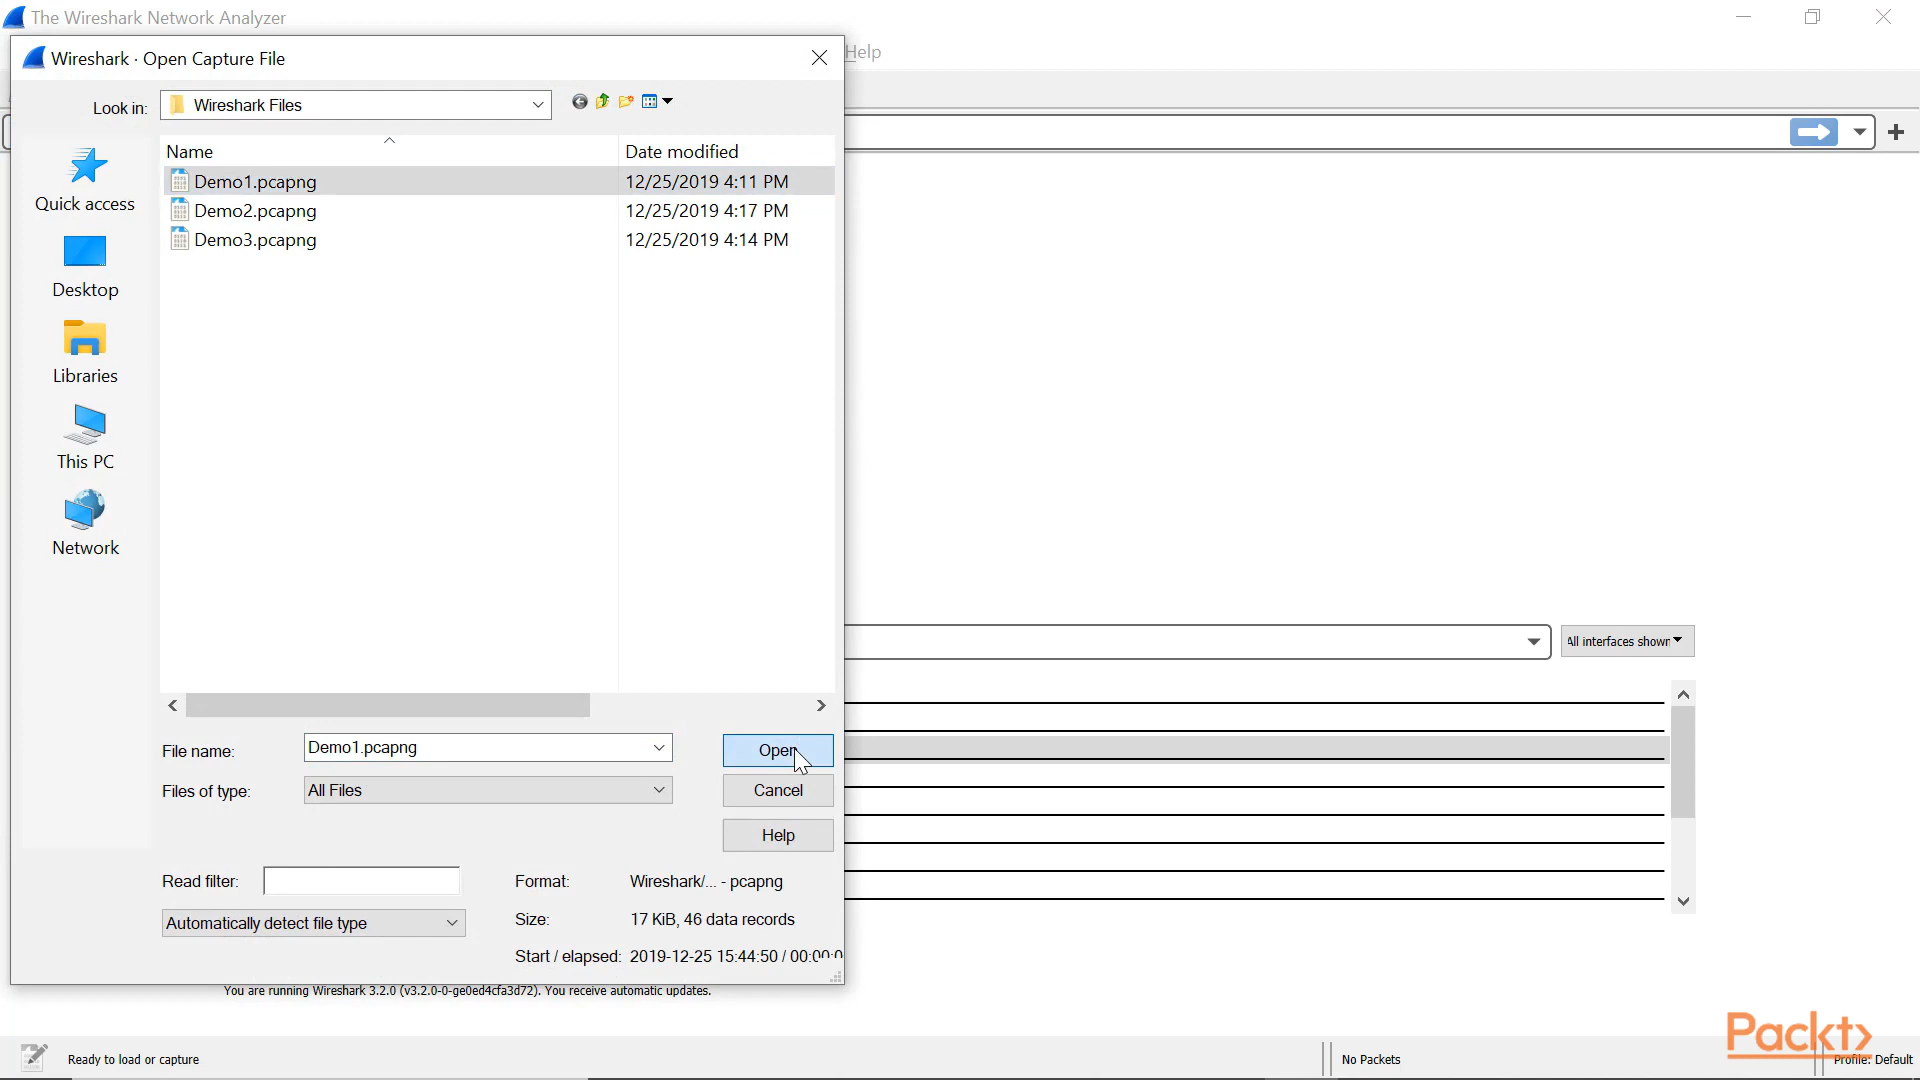 The Wireshark Network Analyzer
Wireshark · Open Capture File
Help
Look in:
Wireshark Files
Name
Date modified
Demo1.pcapng
12/25/2019 4:11 PM
Demo2.pcapng
12/25/2019 4:17 PM
Demo3.pcapng
12/25/2019 4:14 PM
Quick access
Desktop
Libraries
This PC
Network
All interfaces shown
File name:
Demo1.pcapng
Open
Files of type:
All Files
Cancel
Help
Read filter:
Format:
Wireshark/... - pcapng
Automatically detect file type
Size:
17 KiB, 46 data records
Start / elapsed:
2019-12-25 15:44:50 / 00:00:0
You are running Wireshark 3.2.0 (v3.2.0-0-ge0ed4cfa3d72). You receive automatic updates.
Packt>
Ready to load or capture
No Packets
Profile: Default